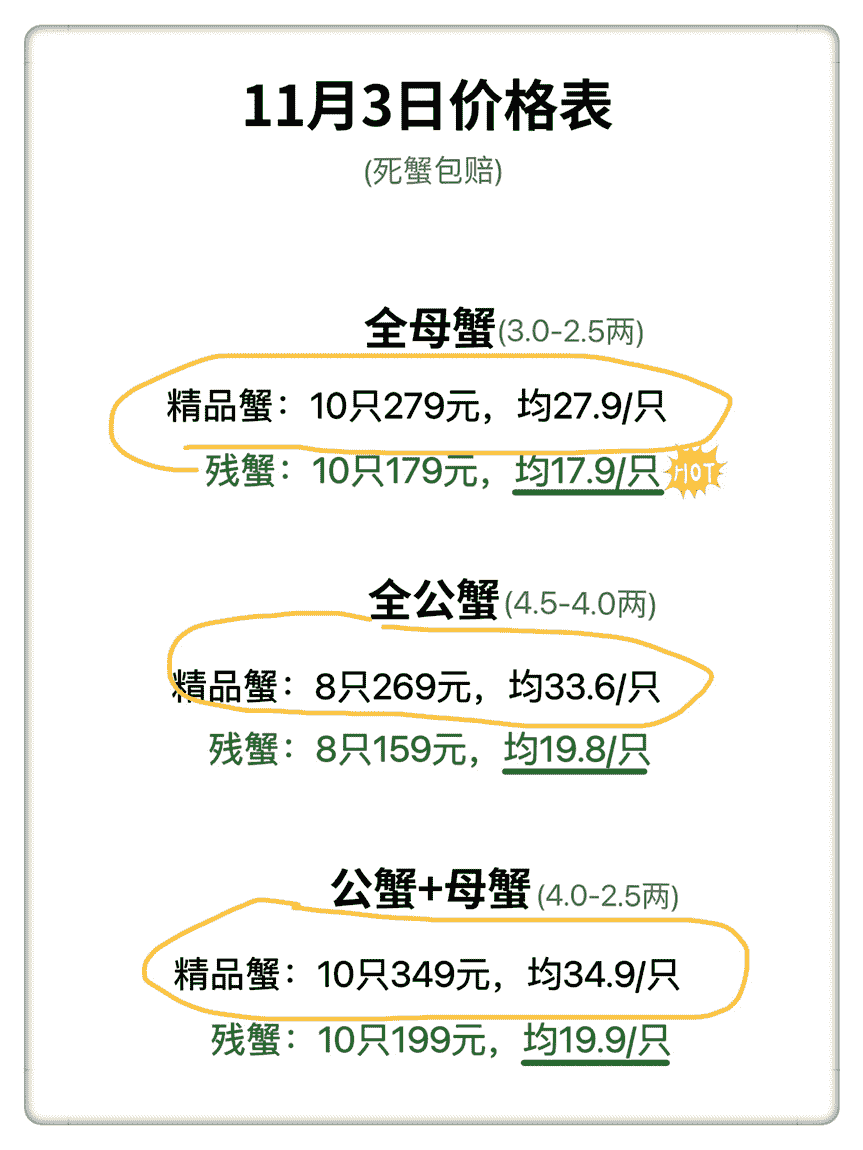 11月3日价格表
(死蟹包赔)
全母蟹(3.0-2.5两)
精品蟹：10只279元，均27.9/只
残蟹：10只179元，均17.9/只 HOT
全公蟹(4.5-4.0两)
精品蟹：8只269元，均33.6/只
残蟹：8只159元，均19.8/只
公蟹+母蟹(4.0-2.5两)
精品蟹：10只349元，均34.9/只
残蟹：10只199元，均19.9/只